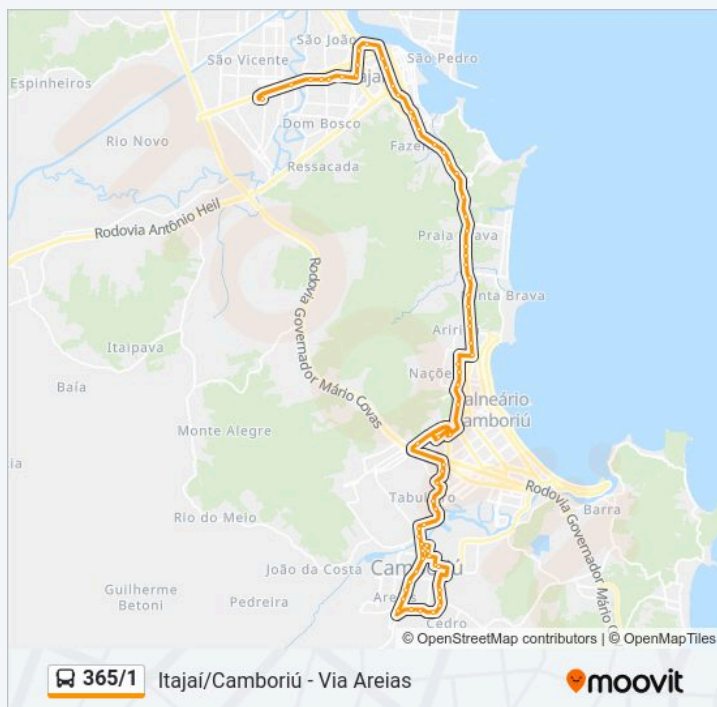 São João
São Pedro
São Vicente
Espinheiros
Itajaí
Dom Bosco
Rio Novo
Fazen
Ressacada
Rodovia Antônio Heil
Praia Brava
Rodovia Governador Mário Covas
Ponta Brava
Ariribá
Itaipava
Nações
Baía
Balneário
Camboriú
Monte Alegre
Tabuleiro
Rodovia Governador Mário C
Rio do Meio
Barra
João da Costa
Camboriú
Guilherme
Betoni
Pedreira
Areias
Cedro
© OpenStreetMap contributors | © OpenMapTiles
365/1 Itajaí/Camboriú - Via Areias
moovit